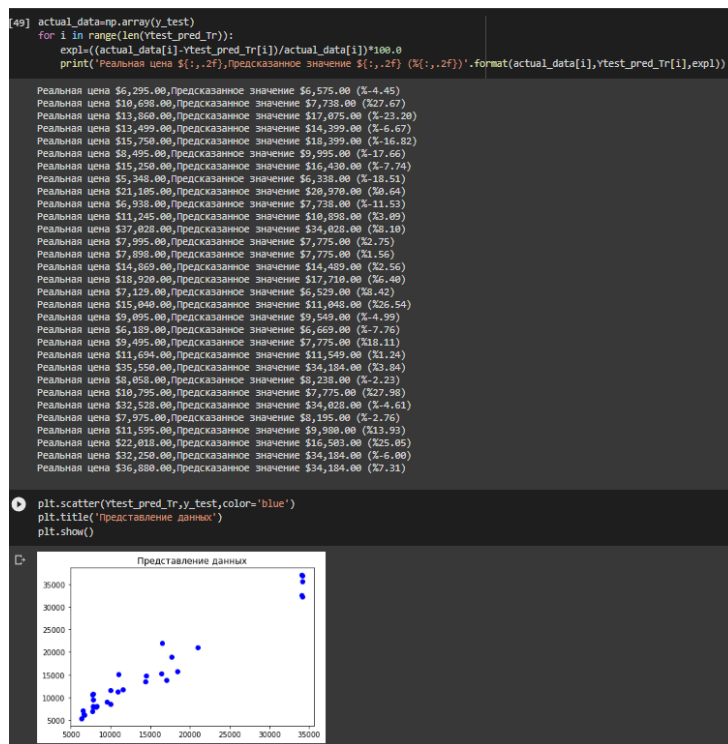 [49] actual_data=np.array(y_test)
for i in range(len(Ytest_pred_Tr)):
expl=((actual_data[i]-Ytest_pred_Tr[i])/actual_data[i])*100.0
print('Реальная цена ${:,.2f},Предсказанное значение ${:,.2f} (%{:,.2f})'.format(actual_data[i],Ytest_pred_Tr[i],expl))
Реальная цена $6,295.00,Предсказанное значение $6,575.00 (%-4.45)
Реальная цена $10,698.00,Предсказанное значение $7,738.00 (%27.67)
Реальная цена $13,860.00,Предсказанное значение $17,075.00 (%-23.20)
Реальная цена $13,499.00,Предсказанное значение $14,399.00 (%-6.67)
Реальная цена $15,750.00,Предсказанное значение $18,399.00 (%-16.82)
Реальная цена $8,495.00,Предсказанное значение $9,995.00 (%-17.66)
Реальная цена $15,250.00,Предсказанное значение $16,430.00 (%-7.74)
Реальная цена $5,348.00,Предсказанное значение $6,338.00 (%-18.51)
Реальная цена $21,105.00,Предсказанное значение $20,970.00 (%0.64)
Реальная цена $6,938.00,Предсказанное значение $7,738.00 (%-11.53)
Реальная цена $11,245.00,Предсказанное значение $10,898.00 (%3.09)
Реальная цена $37,028.00,Предсказанное значение $34,028.00 (%8.10)
Реальная цена $7,995.00,Предсказанное значение $7,775.00 (%2.75)
Реальная цена $7,898.00,Предсказанное значение $7,775.00 (%1.56)
Реальная цена $14,869.00,Предсказанное значение $14,489.00 (%2.56)
Реальная цена $18,920.00,Предсказанное значение $17,710.00 (%6.40)
Реальная цена $7,129.00,Предсказанное значение $6,529.00 (%8.42)
Реальная цена $15,040.00,Предсказанное значение $11,048.00 (%26.54)
Реальная цена $9,095.00,Предсказанное значение $9,549.00 (%-4.99)
Реальная цена $6,189.00,Предсказанное значение $6,669.00 (%-7.76)
Реальная цена $9,495.00,Предсказанное значение $7,775.00 (%18.11)
Реальная цена $11,694.00,Предсказанное значение $11,549.00 (%1.24)
Реальная цена $35,550.00,Предсказанное значение $34,184.00 (%3.84)
Реальная цена $8,058.00,Предсказанное значение $8,238.00 (%-2.23)
Реальная цена $10,795.00,Предсказанное значение $7,775.00 (%27.98)
Реальная цена $32,528.00,Предсказанное значение $34,028.00 (%-4.61)
Реальная цена $7,975.00,Предсказанное значение $8,195.00 (%-2.76)
Реальная цена $11,595.00,Предсказанное значение $9,980.00 (%13.93)
Реальная цена $22,018.00,Предсказанное значение $16,503.00 (%25.05)
Реальная цена $32,250.00,Предсказанное значение $34,184.00 (%-6.00)
Реальная цена $36,880.00,Предсказанное значение $34,184.00 (%7.31)
plt.scatter(Ytest_pred_Tr,y_test,color='blue')
plt.title('Представление данных')
plt.show()
Представление данных
35000
30000
25000
20000
15000
10000
5000
5000 10000 15000 20000 25000 30000 35000